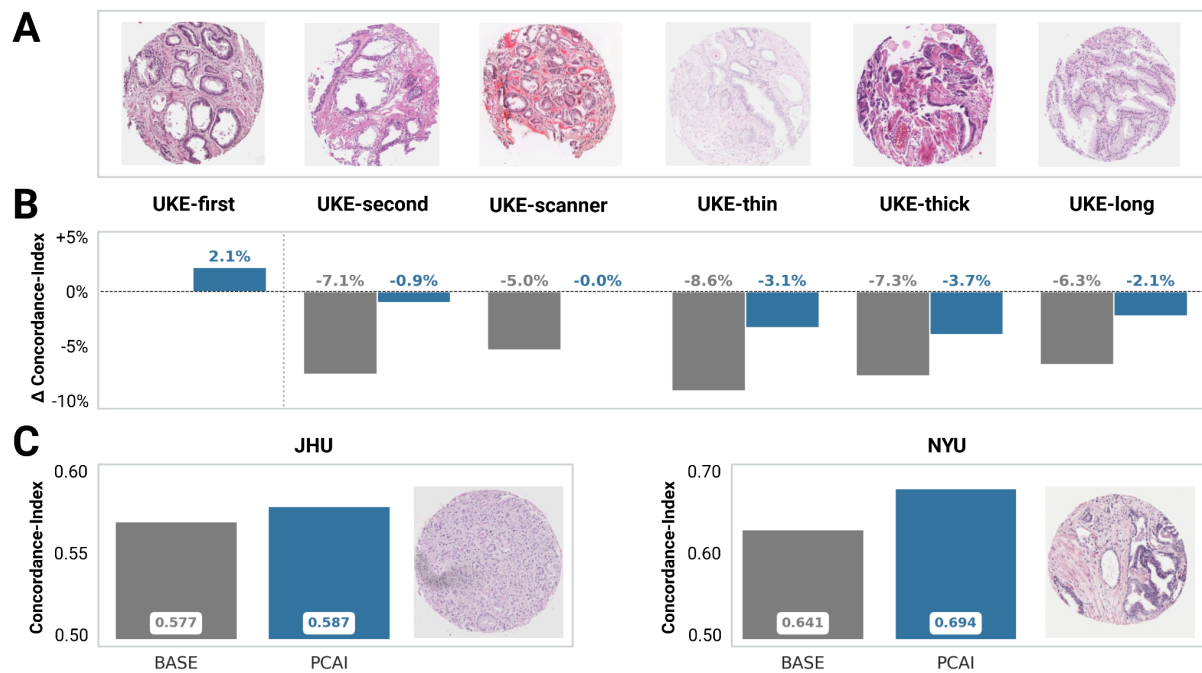 A
UKE-first UKE-second UKE-scanner UKE-thin UKE-thick UKE-long
B
Δ Concordance-Index
+5%
0%
-5%
-10%
2.1%
-7.1% -0.9%
-5.0% -0.0%
-8.6% -3.1%
-7.3% -3.7%
-6.3% -2.1%
C
JHU
Concordance-Index
0.60
0.55
0.50
0.577
0.587
BASE PCAI
NYU
Concordance-Index
0.70
0.60
0.50
0.641
0.694
BASE PCAI